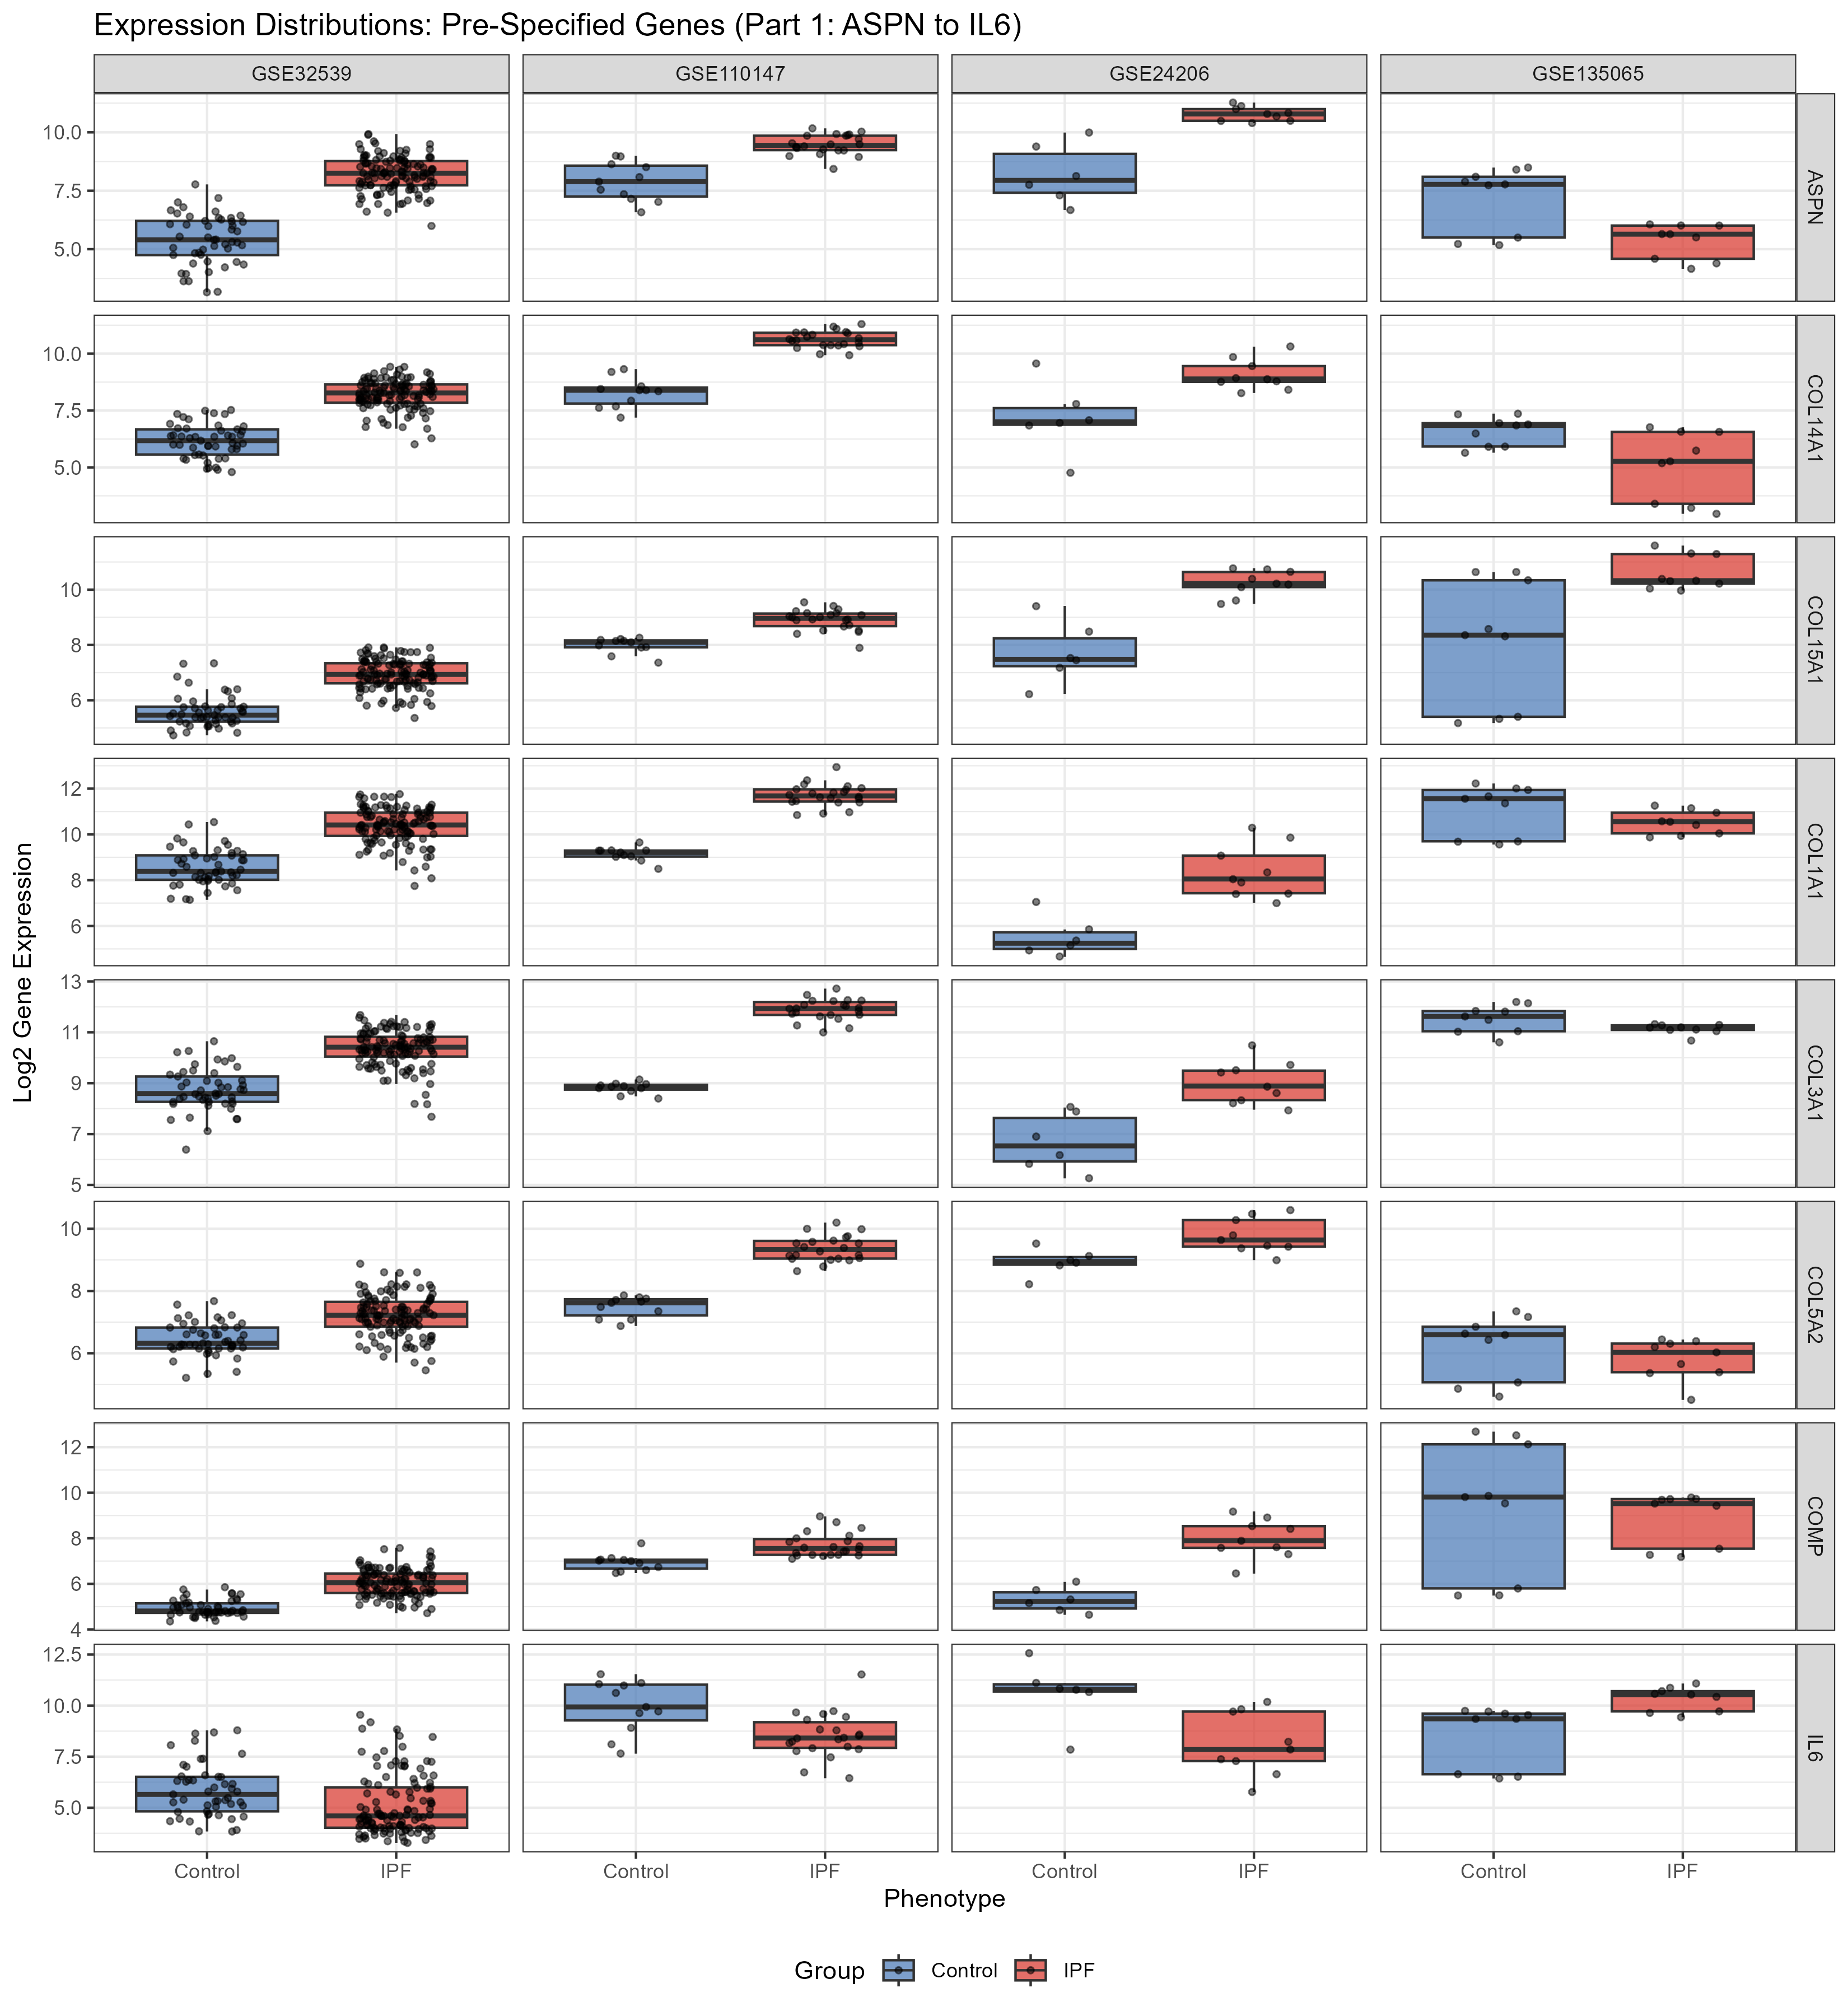 Expression Distributions: Pre-Specified Genes (Part 1: ASPN to IL6)
GSE32539 GSE110147 GSE24206 GSE135065
Log2 Gene Expression
10.0
7.5
5.0
ASPN
10.0
7.5
5.0
COL14A1
10
8
6
COL15A1
12
10
8
6
COL1A1
13
11
9
7
5
COL3A1
10
8
6
COL5A2
12
10
8
6
4
COMP
12.5
10.0
7.5
5.0
IL6
Control IPF Control IPF Control IPF Control IPF
Phenotype
Group Control IPF